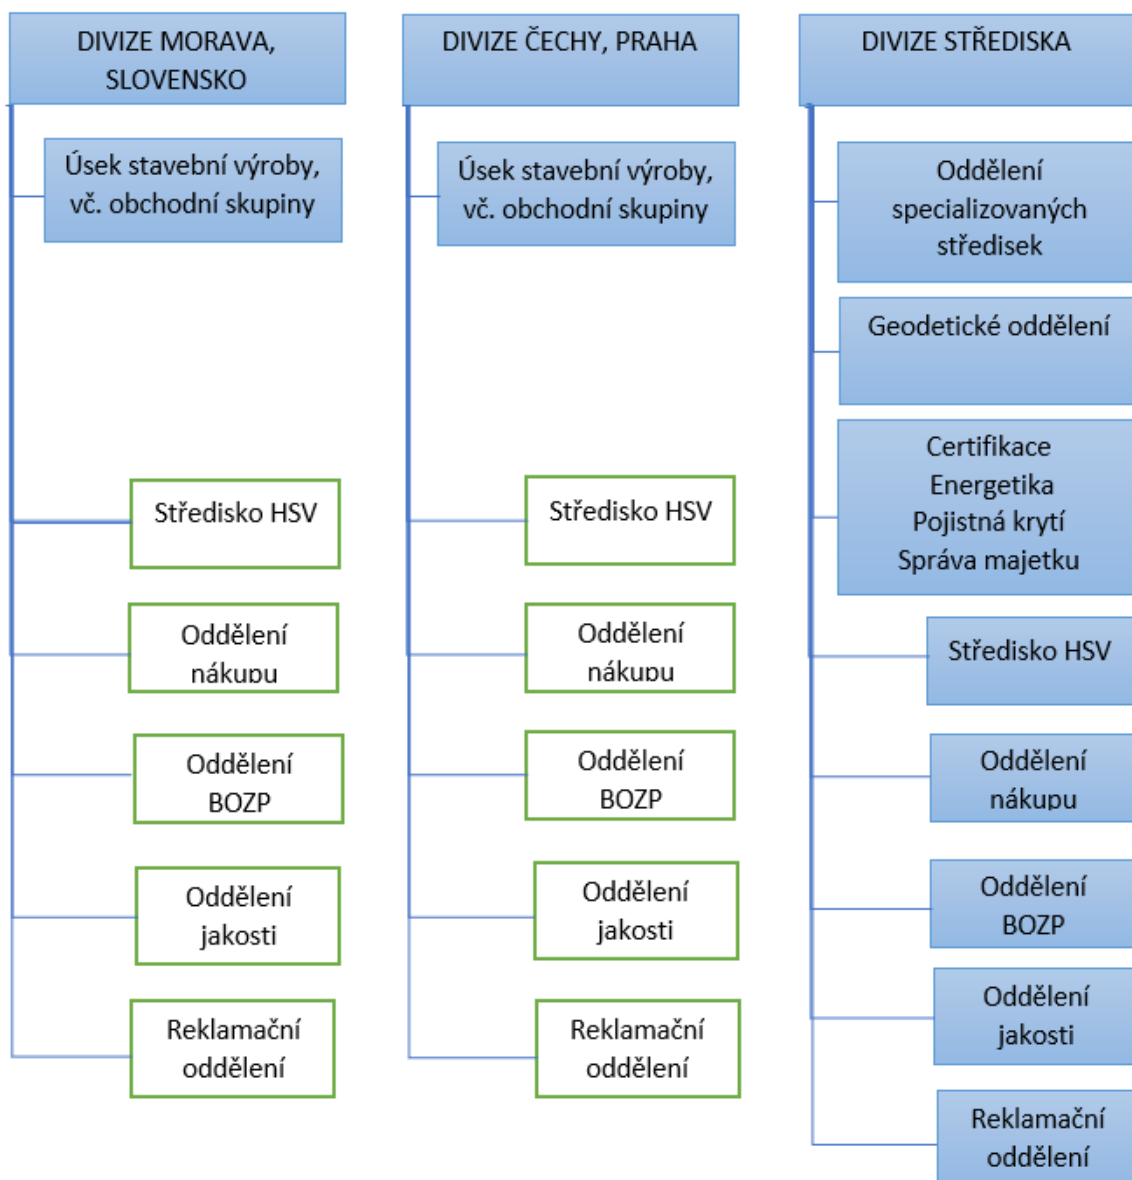 DIVIZE MORAVA,
SLOVENSKO
Úsek stavební výroby,
vč. obchodní skupiny
Středisko HSV
Oddělení
nákupu
Oddělení
BOZP
Oddělení
jakosti
Reklamační
oddělení
DIVIZE ČECHY, PRAHA
Úsek stavební výroby,
vč. obchodní skupiny
Středisko HSV
Oddělení
nákupu
Oddělení
BOZP
Oddělení
jakosti
Reklamační
oddělení
DIVIZE STŘEDISKA
Oddělení
specializovaných
středisek
Geodetické oddělení
Certifikace
Energetika
Pojistná krytí
Správa majetku
Středisko HSV
Oddělení
nákupu
Oddělení
BOZP
Oddělení
jakosti
Reklamační
oddělení